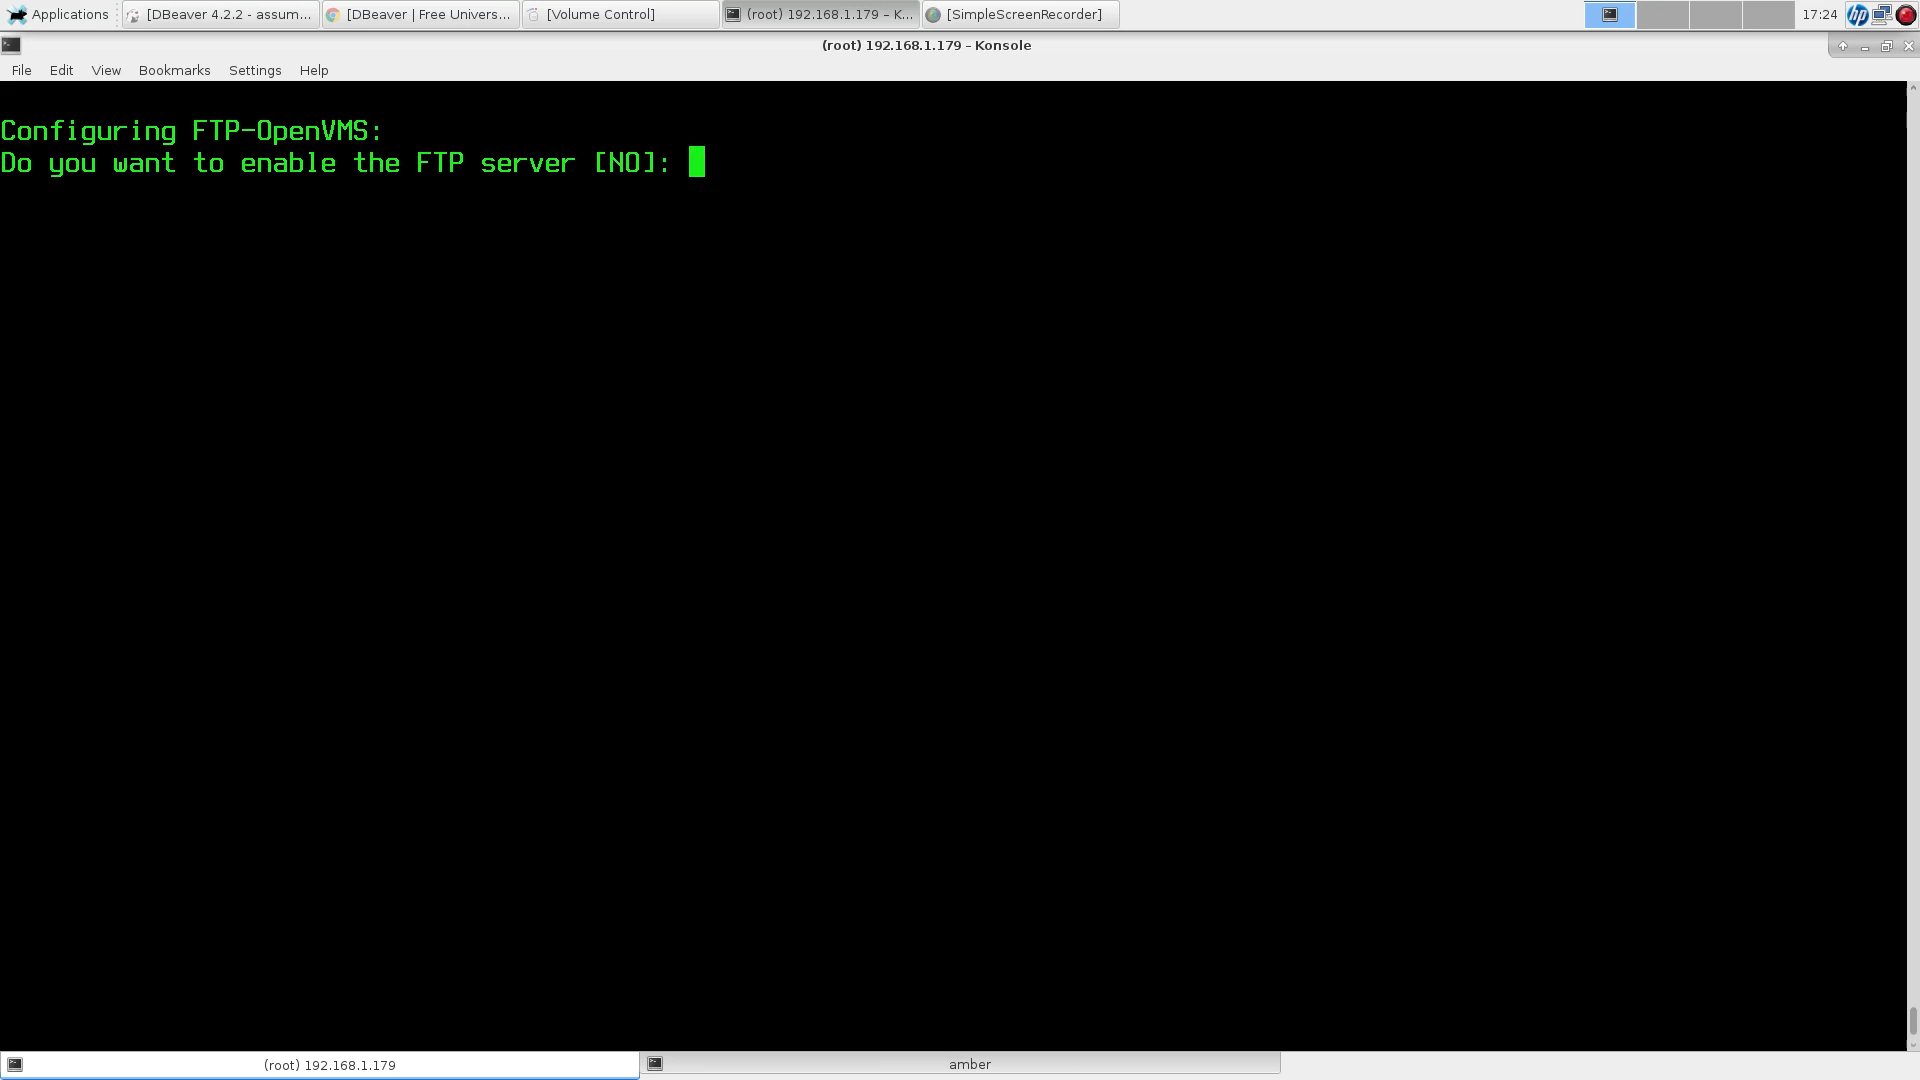 Applications
[DBeaver 4.2.2 - assum...
[DBeaver | Free Univers...
[Volume Control]
(root) 192.168.1.179 – K...
[SimpleScreenRecorder]
17:24
hp
(root) 192.168.1.179 – Konsole
File Edit View Bookmarks Settings Help
Configuring FTP-OpenVMS:
Do you want to enable the FTP server [NO]:
(root) 192.168.1.179
amber